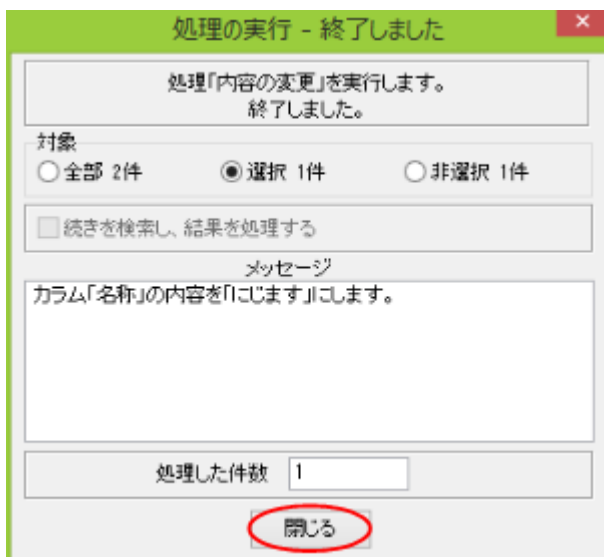 処理の実行 - 終了しました
処理「内容の変更」を実行します。
終了しました。
対象
全部 2件 選択 1件 非選択 1件
続きを検索し、結果を処理する
メッセージ
カラム「名称」の内容を「にじます」にします。
処理した件数 1
閉じる